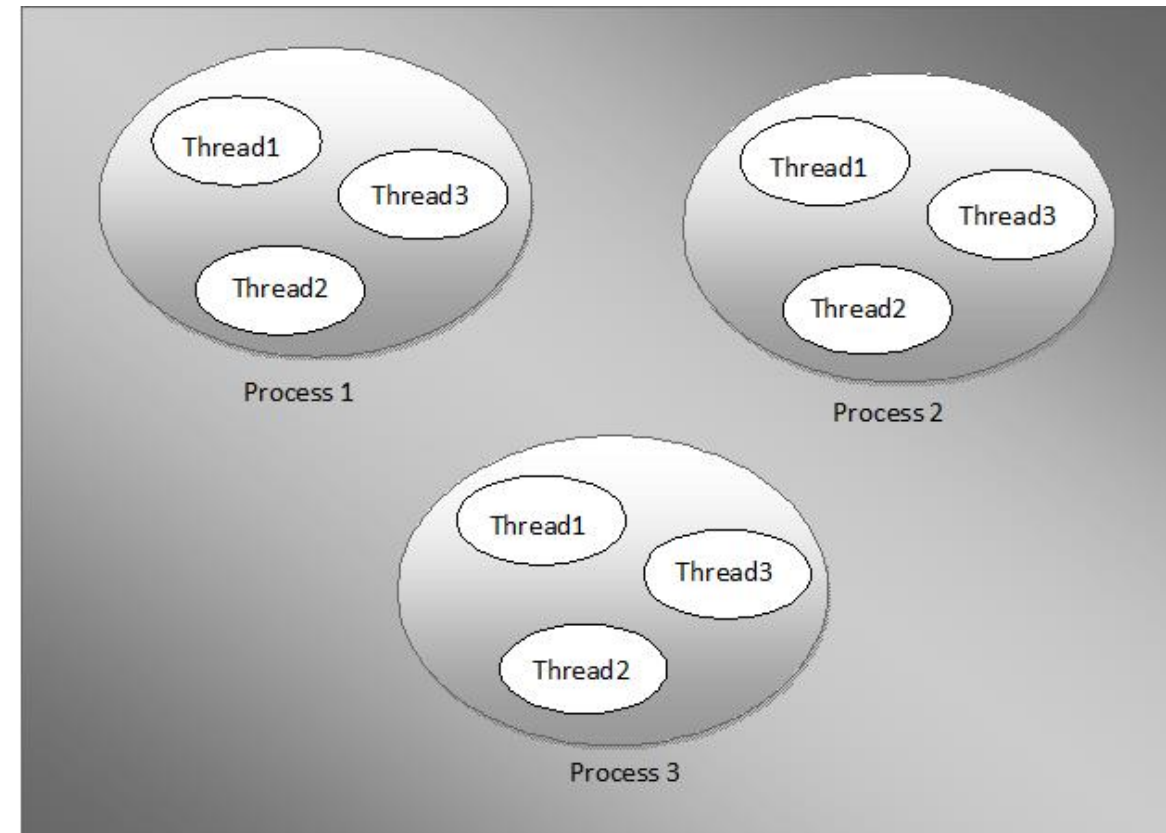 Thread1
Thread3
Thread2
Process 1
Thread1
Thread3
Thread2
Process 2
Thread1
Thread3
Thread2
Process 3